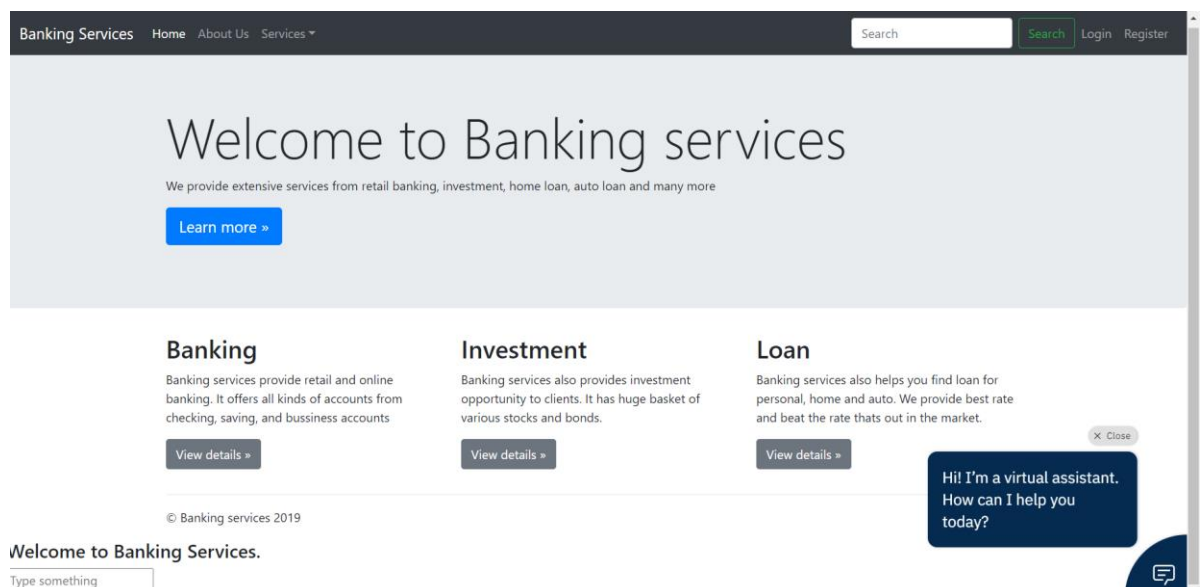 Banking Services Home About Us Services Search Search Login Register
Welcome to Banking services
We provide extensive services from retail banking, investment, home loan, auto loan and many more
Learn more »
Banking
Banking services provide retail and online
banking. It offers all kinds of accounts from
checking, saving, and bussiness accounts
View details »
Investment
Banking services also provides investment
opportunity to clients. It has huge basket of
various stocks and bonds.
View details »
Loan
Banking services also helps you find loan for
personal, home and auto. We provide best rate
and beat the rate thats out in the market.
View details »
× Close
Hi! I'm a virtual assistant.
How can I help you
today?
© Banking services 2019
Welcome to Banking Services.
Type something